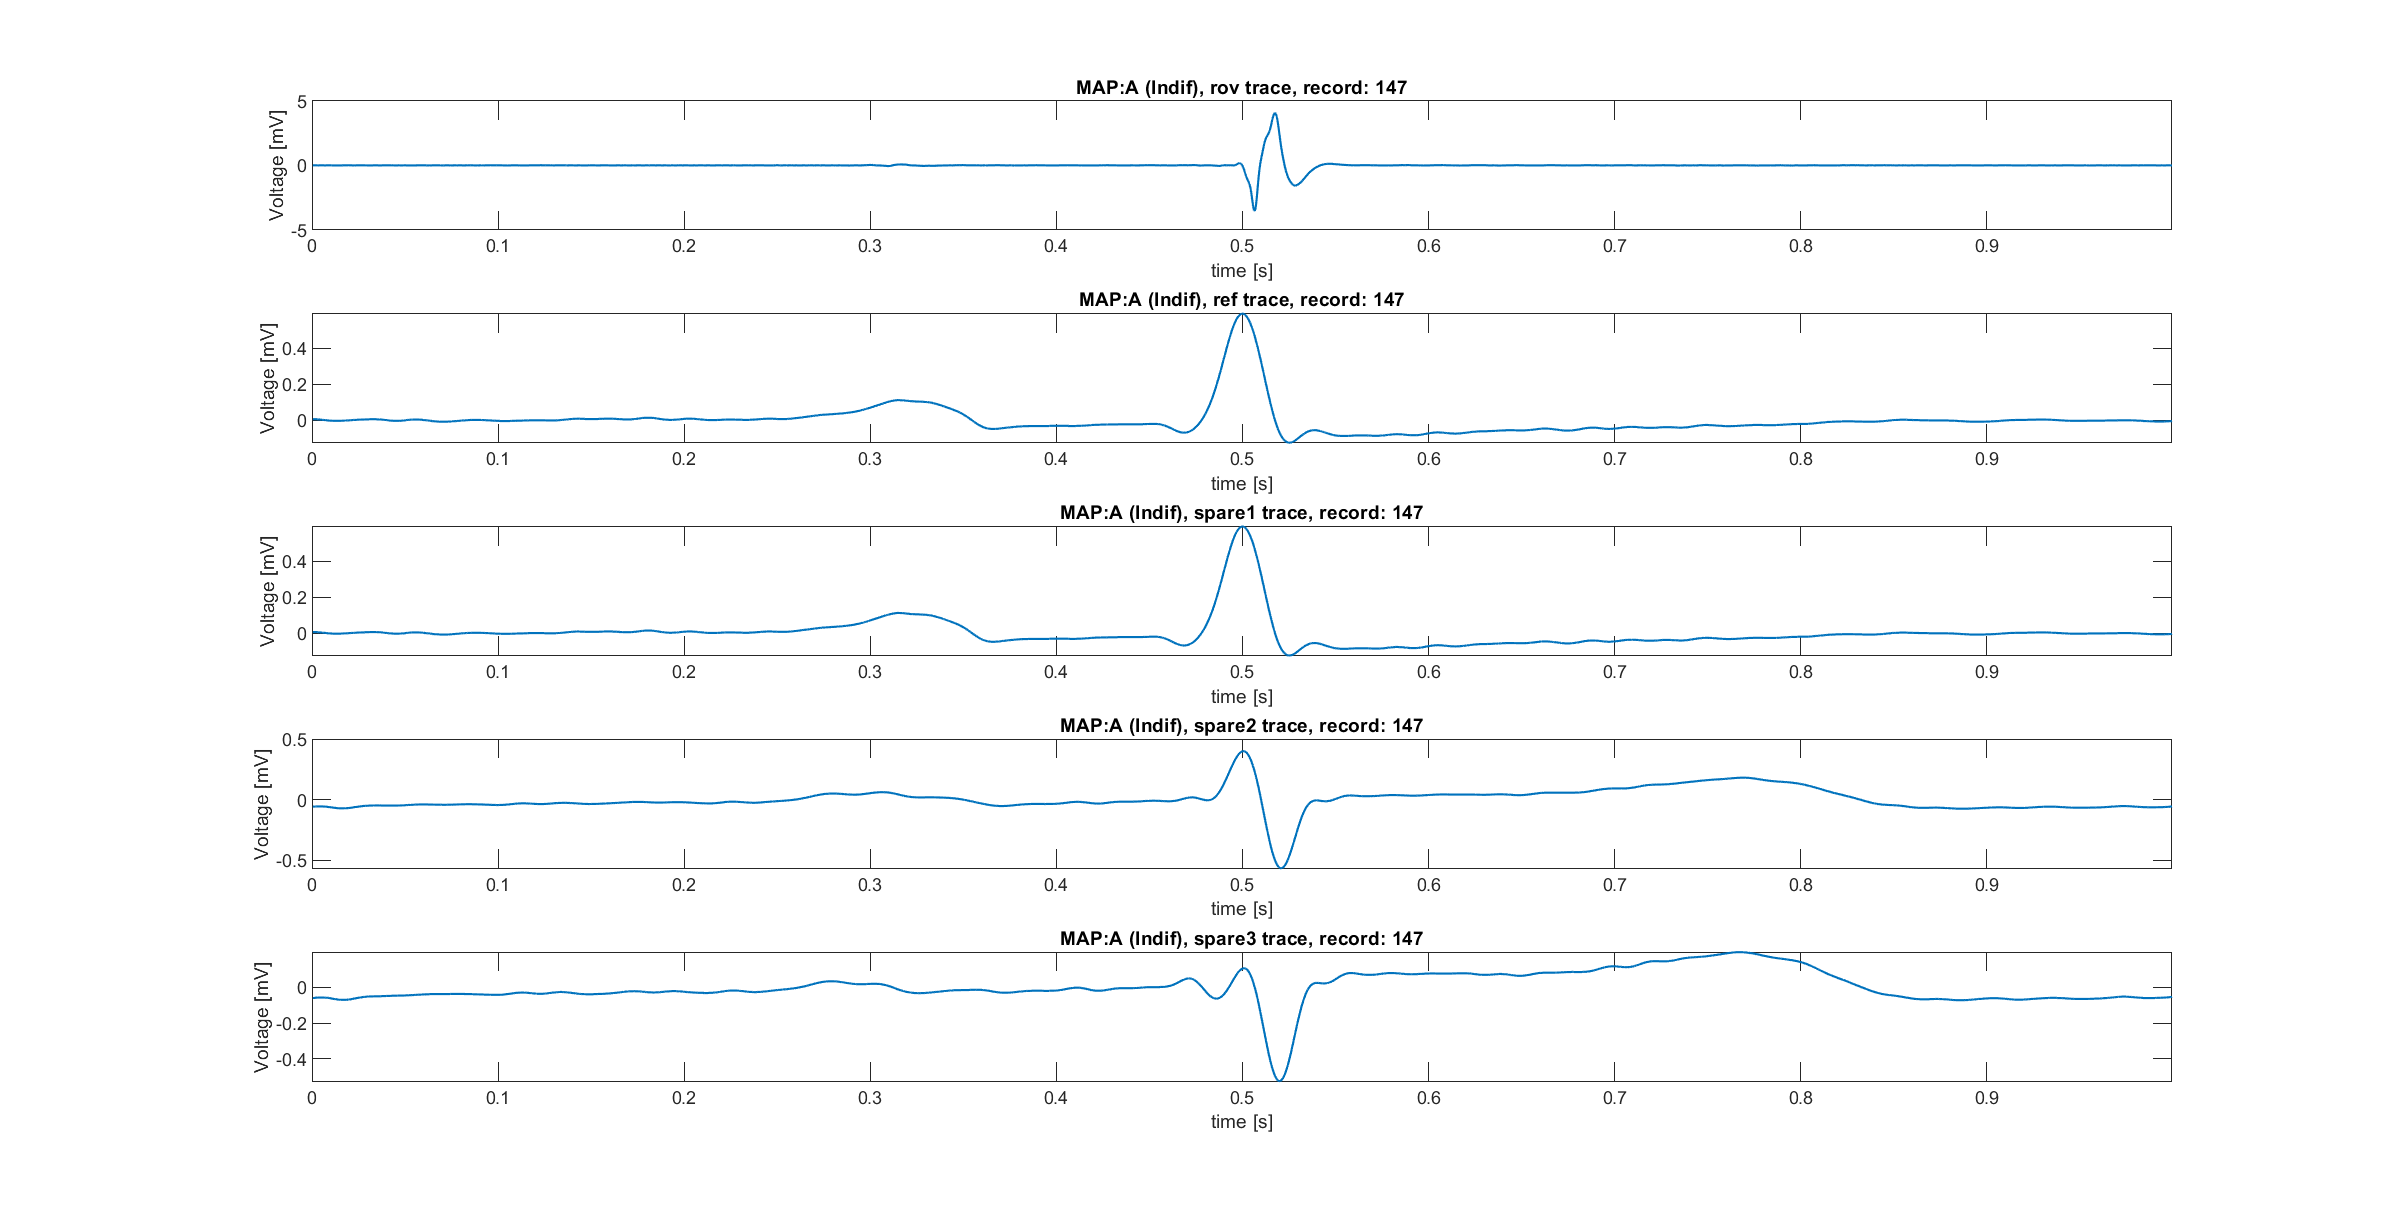 MAP:A (Indif), rov trace, record: 147
Voltage [mV]
5
0
-5
0 0.1 0.2 0.3 0.4 0.5 0.6 0.7 0.8 0.9
time [s]
MAP:A (Indif), ref trace, record: 147
Voltage [mV]
0.4
0.2
0
0 0.1 0.2 0.3 0.4 0.5 0.6 0.7 0.8 0.9
time [s]
MAP:A (Indif), spare1 trace, record: 147
Voltage [mV]
0.4
0.2
0
0 0.1 0.2 0.3 0.4 0.5 0.6 0.7 0.8 0.9
time [s]
MAP:A (Indif), spare2 trace, record: 147
Voltage [mV]
0.5
0
-0.5
0 0.1 0.2 0.3 0.4 0.5 0.6 0.7 0.8 0.9
time [s]
MAP:A (Indif), spare3 trace, record: 147
Voltage [mV]
0
-0.2
-0.4
0 0.1 0.2 0.3 0.4 0.5 0.6 0.7 0.8 0.9
time [s]